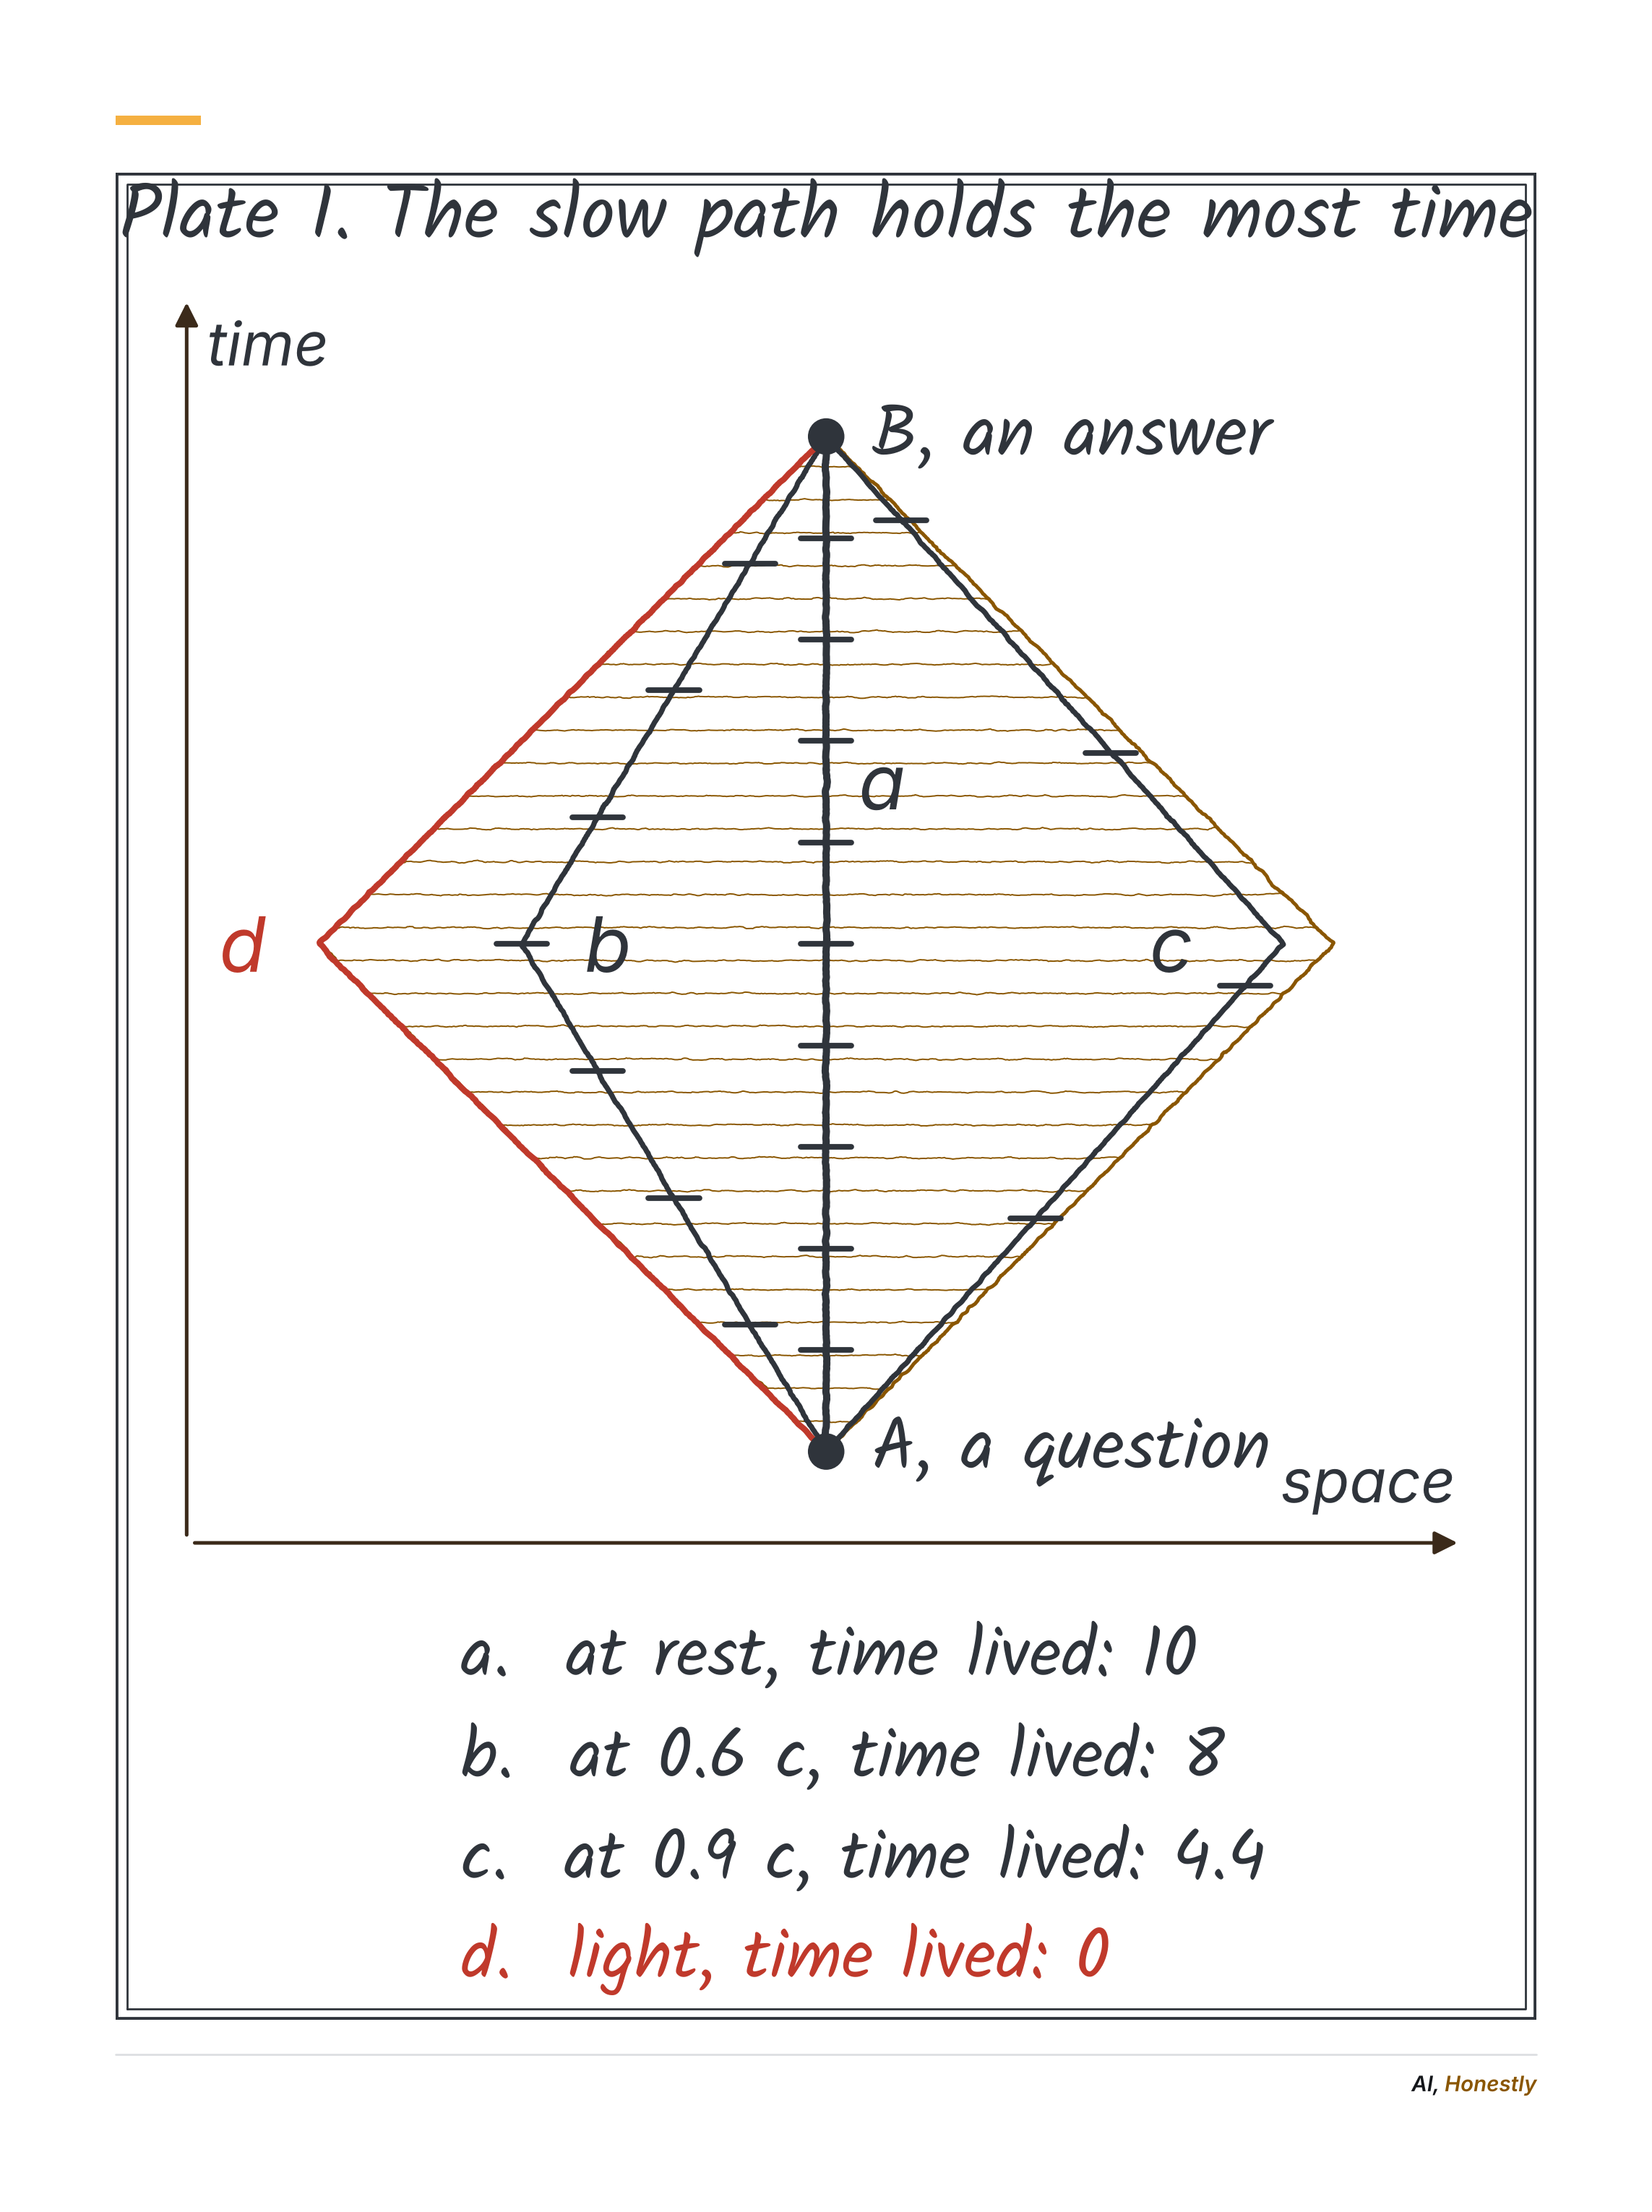 Plate 1. The slow path holds the most time
time
B, an answer
a
d
b
c
A, a question
space
a. at rest, time lived: 10
b. at 0.6 c, time lived: 8
c. at 0.9 c, time lived: 4.4
d. light, time lived: 0
AI, Honestly